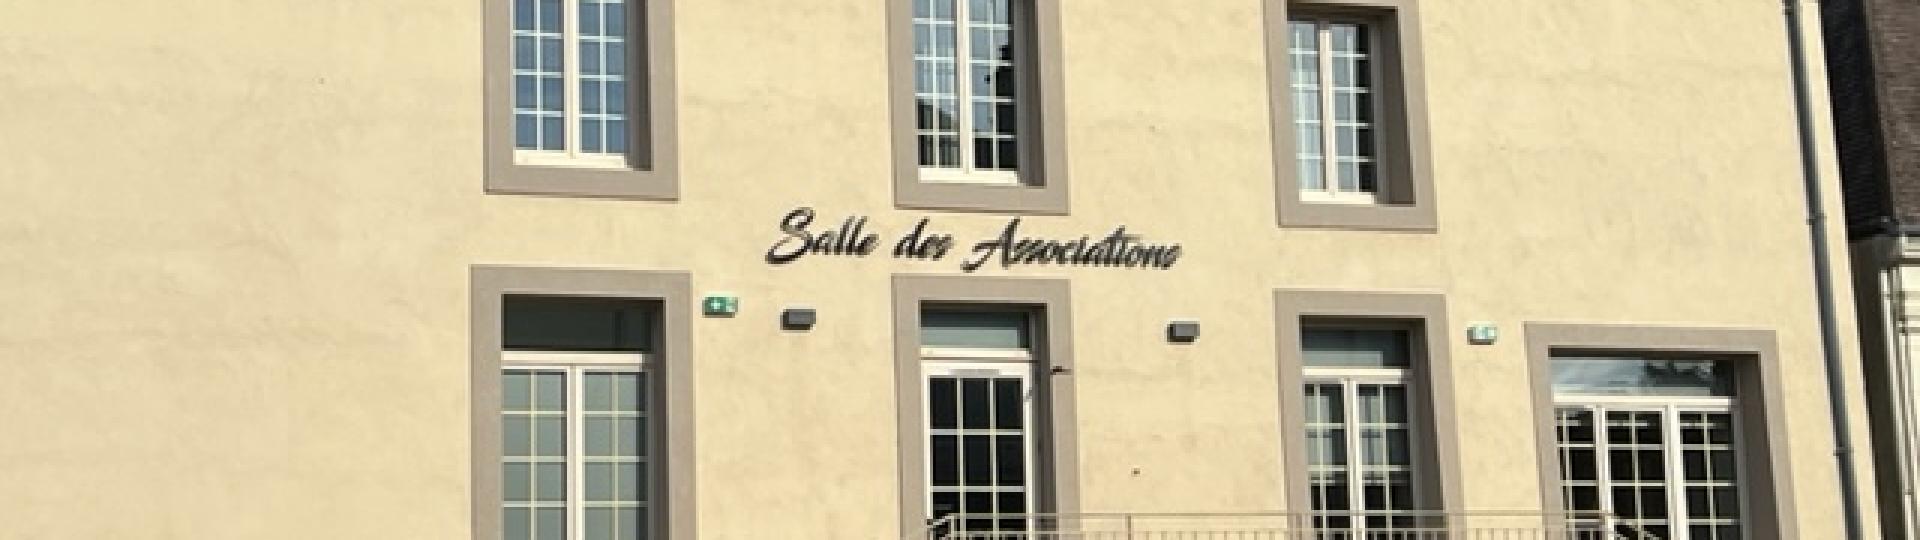 Salle des Associations